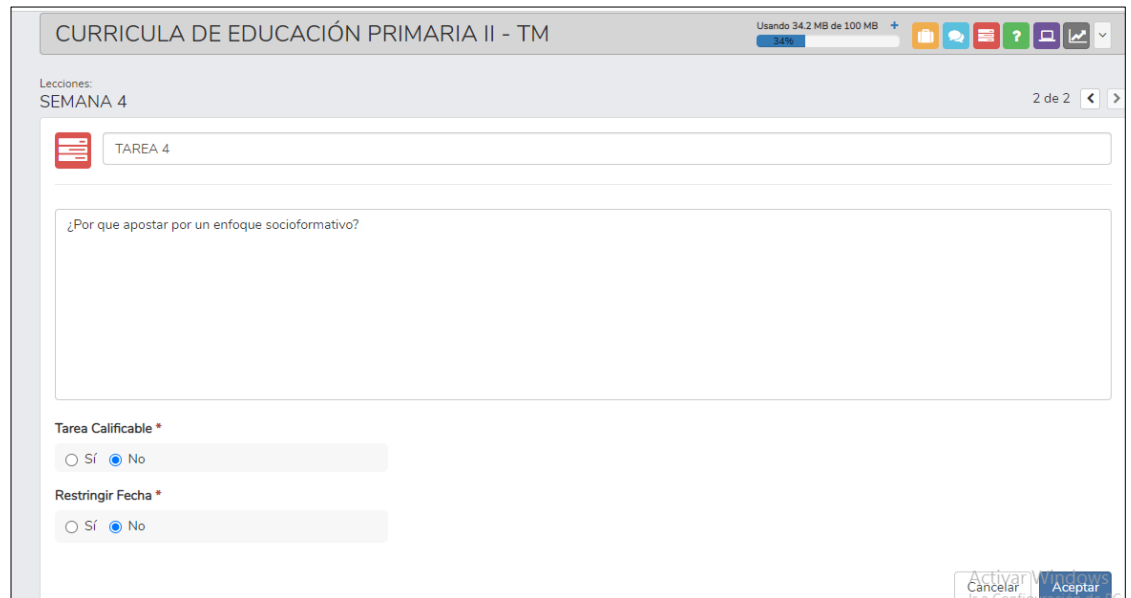 CURRICULA DE EDUCACIÓN PRIMARIA II - TM
Usando 34.2 MB de 100 MB +
34%
?
Lecciones:
SEMANA 4
2 de 2
TAREA 4
¿Por que apostar por un enfoque socioformativo?
Tarea Calificable *
Sí No
Restringir Fecha *
Sí No
Activar Windows
Cancelar Aceptar